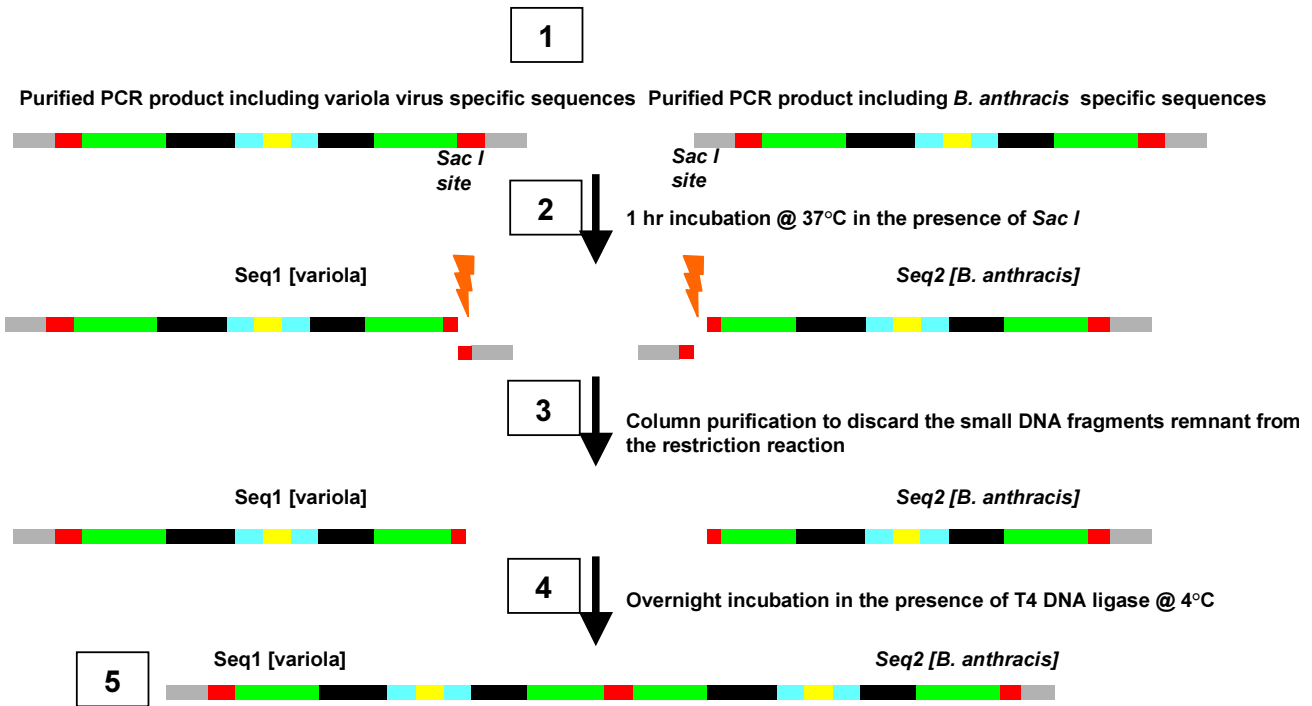 1
Purified PCR product including variola virus specific sequences
Purified PCR product including B. anthracis specific sequences
Sac I
site
Sac I
site
2
1 hr incubation @ 37°C in the presence of Sac I
Seq1 [variola]
Seq2 [B. anthracis]
3
Column purification to discard the small DNA fragments remnant from
the restriction reaction
Seq1 [variola]
Seq2 [B. anthracis]
4
Overnight incubation in the presence of T4 DNA ligase @ 4°C
5
Seq1 [variola]
Seq2 [B. anthracis]